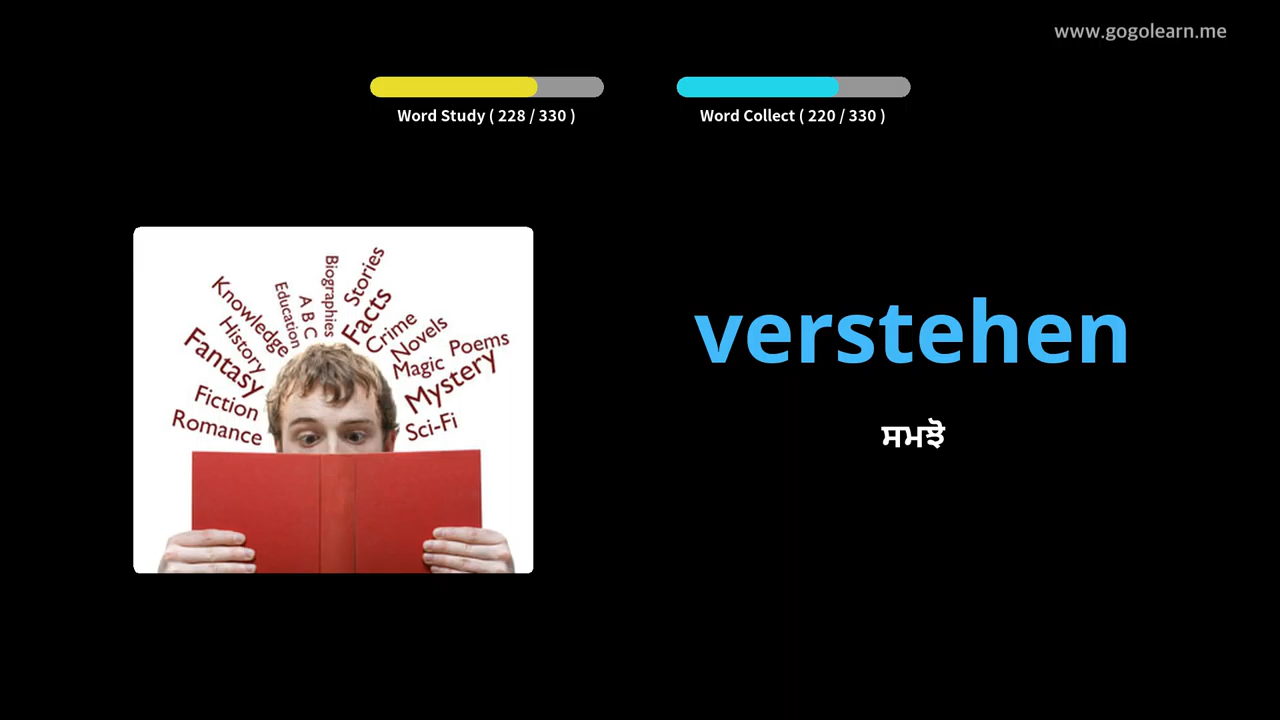 www.gogolearn.me
Word Study ( 228 / 330 )
Word Collect ( 220 / 330 )
Knowledge
History
Fantasy
Fiction
Romance
Education
A B C
Biographies
Stories
Facts
Crime
Novels
Magic
Poems
Mystery
Sci-Fi
verstehen
ਸਮਝੋ